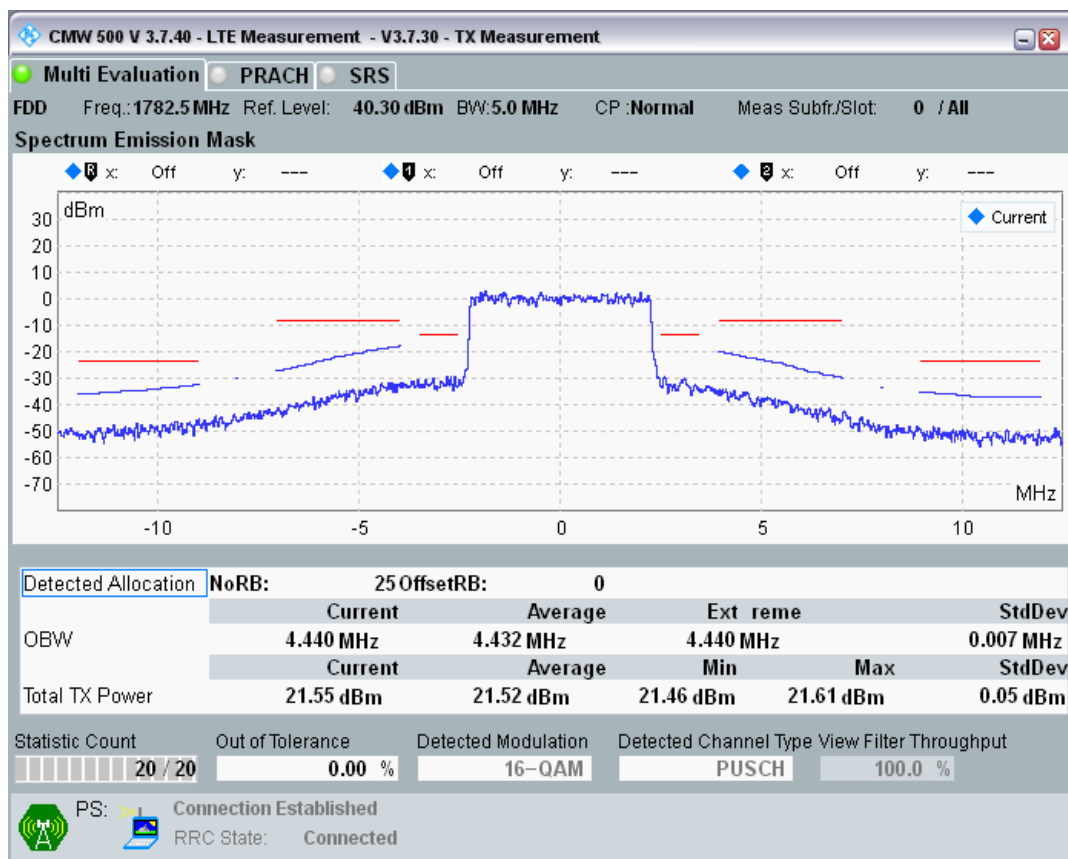 CMW 500 V 3.7.40 - LTE Measurement - V3.7.30 - TX Measurement
Multi Evaluation PRACH SRS
FDD Freq.: 1782.5 MHz Ref. Level: 40.30 dBm BW: 5.0 MHz CP : Normal Meas Subfr./Slot: 0 / All
Spectrum Emission Mask
R x: Off y: --- 1 x: Off y: --- 2 x: Off y: ---
dBm
Current
30
20
10
0
-10
-20
-30
-40
-50
-60
-70
MHz
-10 -5 0 5 10
Detected Allocation NoRB: 25 OffsetRB: 0
Current Average Ext reme StdDev
OBW 4.440 MHz 4.432 MHz 4.440 MHz 0.007 MHz
Current Average Min Max StdDev
Total TX Power 21.55 dBm 21.52 dBm 21.46 dBm 21.61 dBm 0.05 dBm
Statistic Count Out of Tolerance Detected Modulation Detected Channel Type View Filter Throughput
20 / 20 0.00 % 16-QAM PUSCH 100.0 %
PS: Connection Established
RRC State: Connected